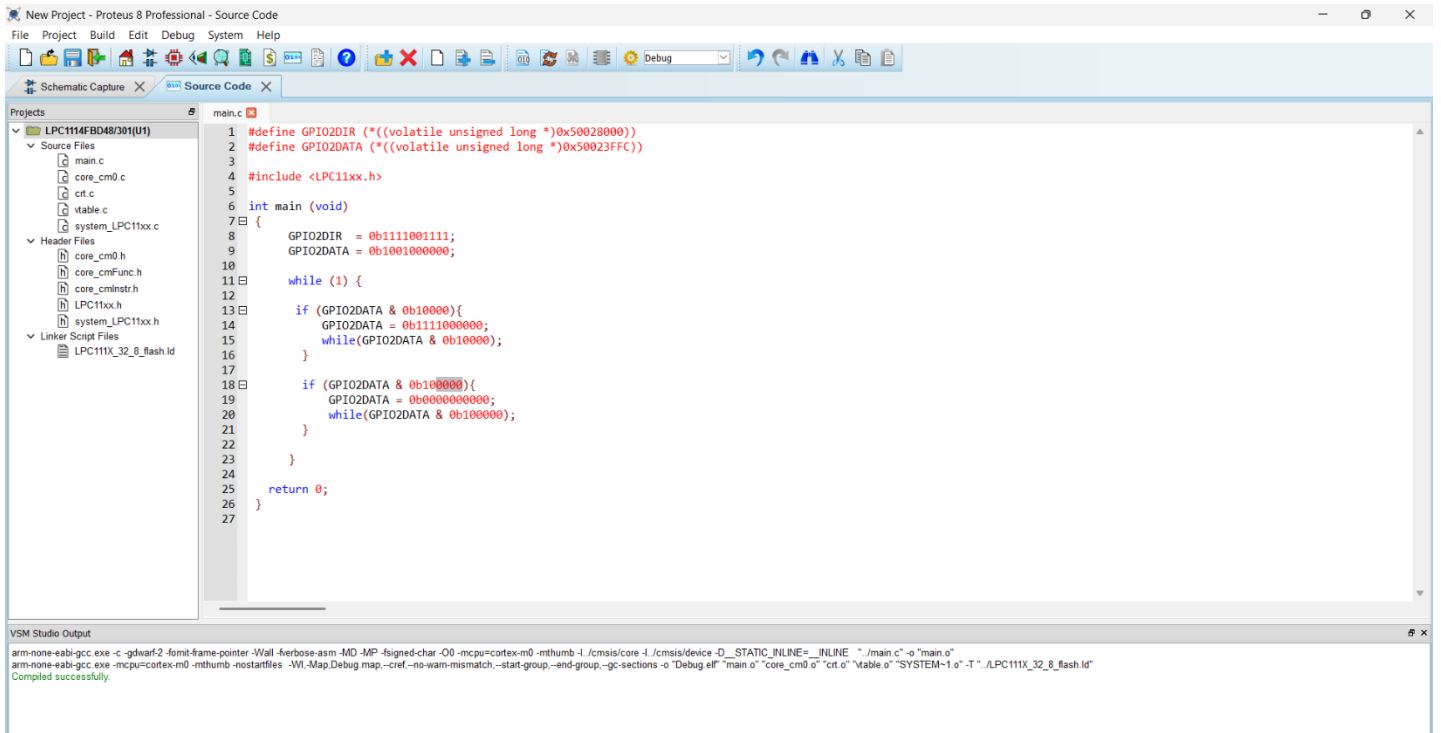 New Project - Proteus 8 Professional - Source Code
File Project Build Edit Debug System Help
Debug
Schematic Capture
Source Code
Projects
LPC1114FBD48/301(U1)
Source Files
main.c
core_cm0.c
crt.c
vtable.c
system_LPC11xx.c
Header Files
core_cm0.h
core_cmFunc.h
core_cmInstr.h
LPC11xx.h
system_LPC11xx.h
Linker Script Files
LPC111X_32_8_flash.ld
main.c
1 #define GPIO2DIR (*((volatile unsigned long *)0x50028000))
2 #define GPIO2DATA (*((volatile unsigned long *)0x50023FFC))
3
4 #include <LPC11xx.h>
5
6 int main (void)
7 {
8 GPIO2DIR = 0b1111001111;
9 GPIO2DATA = 0b1001000000;
10
11 while (1) {
12
13 if (GPIO2DATA & 0b10000){
14 GPIO2DATA = 0b1111000000;
15 while(GPIO2DATA & 0b10000);
16 }
17
18 if (GPIO2DATA & 0b100000){
19 GPIO2DATA = 0b0000000000;
20 while(GPIO2DATA & 0b100000);
21 }
22
23 }
24
25 return 0;
26 }
27
VSM Studio Output
arm-none-eabi-gcc.exe -c -gdwarf-2 -fomit-frame-pointer -Wall -fverbose-asm -MD -MP -fsigned-char -O0 -mcpu=cortex-m0 -mthumb -I../cmsis/core -I../cmsis/device -D__STATIC_INLINE=__INLINE "../main.c" -o "main.o"
arm-none-eabi-gcc.exe -mcpu=cortex-m0 -mthumb -nostartfiles -Wl,-Map,Debug.map,--cref,--no-warn-mismatch,--start-group,--end-group,--gc-sections -o "Debug.elf" "main.o" "core_cm0.o" "crt.o" "vtable.o" "SYSTEM~1.o" -T "../LPC111X_32_8_flash.ld"
Compiled successfully.